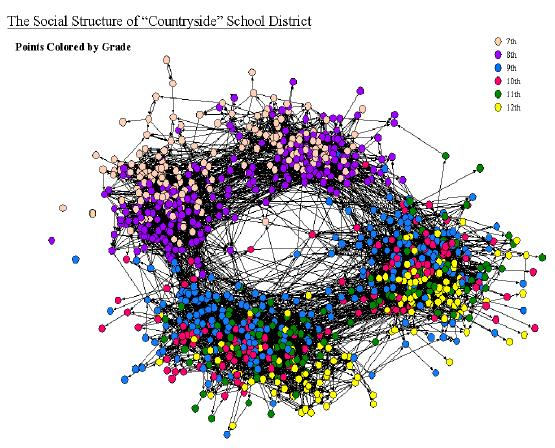 The Social Structure of “Countryside” School District
Points Colored by Grade
7th
8th
9th
10th
11th
12th